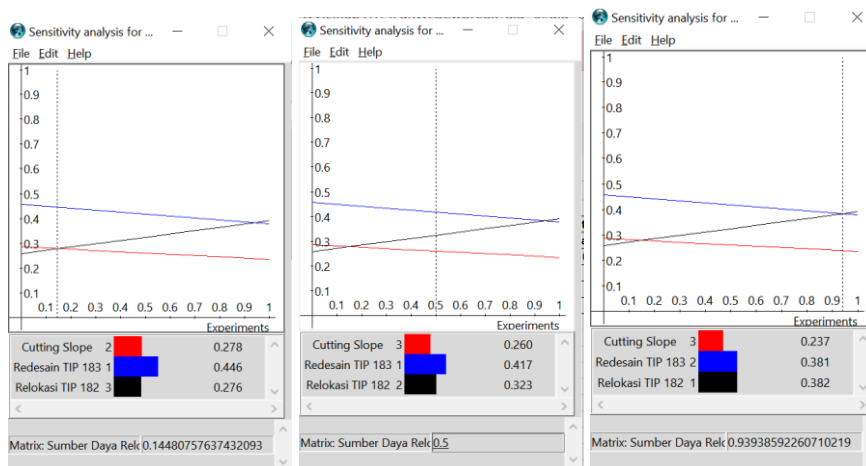 Sensitivity analysis for ...
File Edit Help
1
0.9
0.8
0.7
0.6
0.5
0.4
0.3
0.2
0.1
0.1 0.2 0.3 0.4 0.5 0.6 0.7 0.8 0.9 1
Experiments
Cutting Slope 2 0.278
Redesain TIP 183 1 0.446
Relokasi TIP 182 3 0.276
Matrix: Sumber Daya Relc 0.14480757637432093
Sensitivity analysis for ...
File Edit Help
1
0.9
0.8
0.7
0.6
0.5
0.4
0.3
0.2
0.1
0.1 0.2 0.3 0.4 0.5 0.6 0.7 0.8 0.9 1
Experiments
Cutting Slope 3 0.260
Redesain TIP 183 1 0.417
Relokasi TIP 182 2 0.323
Matrix: Sumber Daya Relc 0.5
Sensitivity analysis for ...
File Edit Help
1
0.9
0.8
0.7
0.6
0.5
0.4
0.3
0.2
0.1
0.1 0.2 0.3 0.4 0.5 0.6 0.7 0.8 0.9 1
Experiments
Cutting Slope 3 0.237
Redesain TIP 183 2 0.381
Relokasi TIP 182 1 0.382
Matrix: Sumber Daya Relc 0.93938592260710219